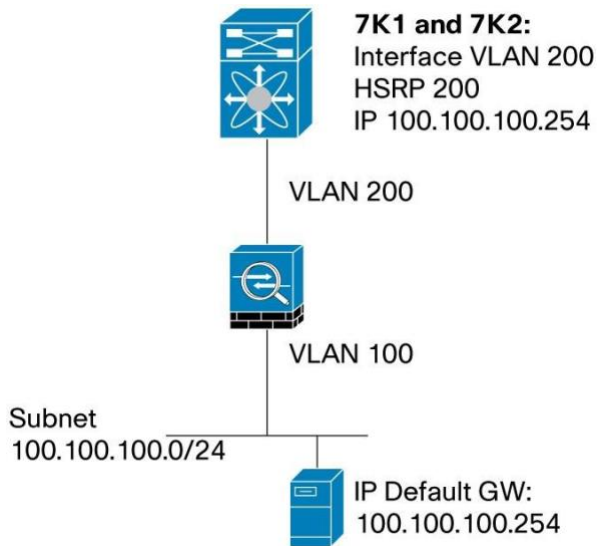 7K1 and 7K2:
Interface VLAN 200
HSRP 200
IP 100.100.100.254
VLAN 200
VLAN 100
Subnet
100.100.100.0/24
IP Default GW:
100.100.100.254